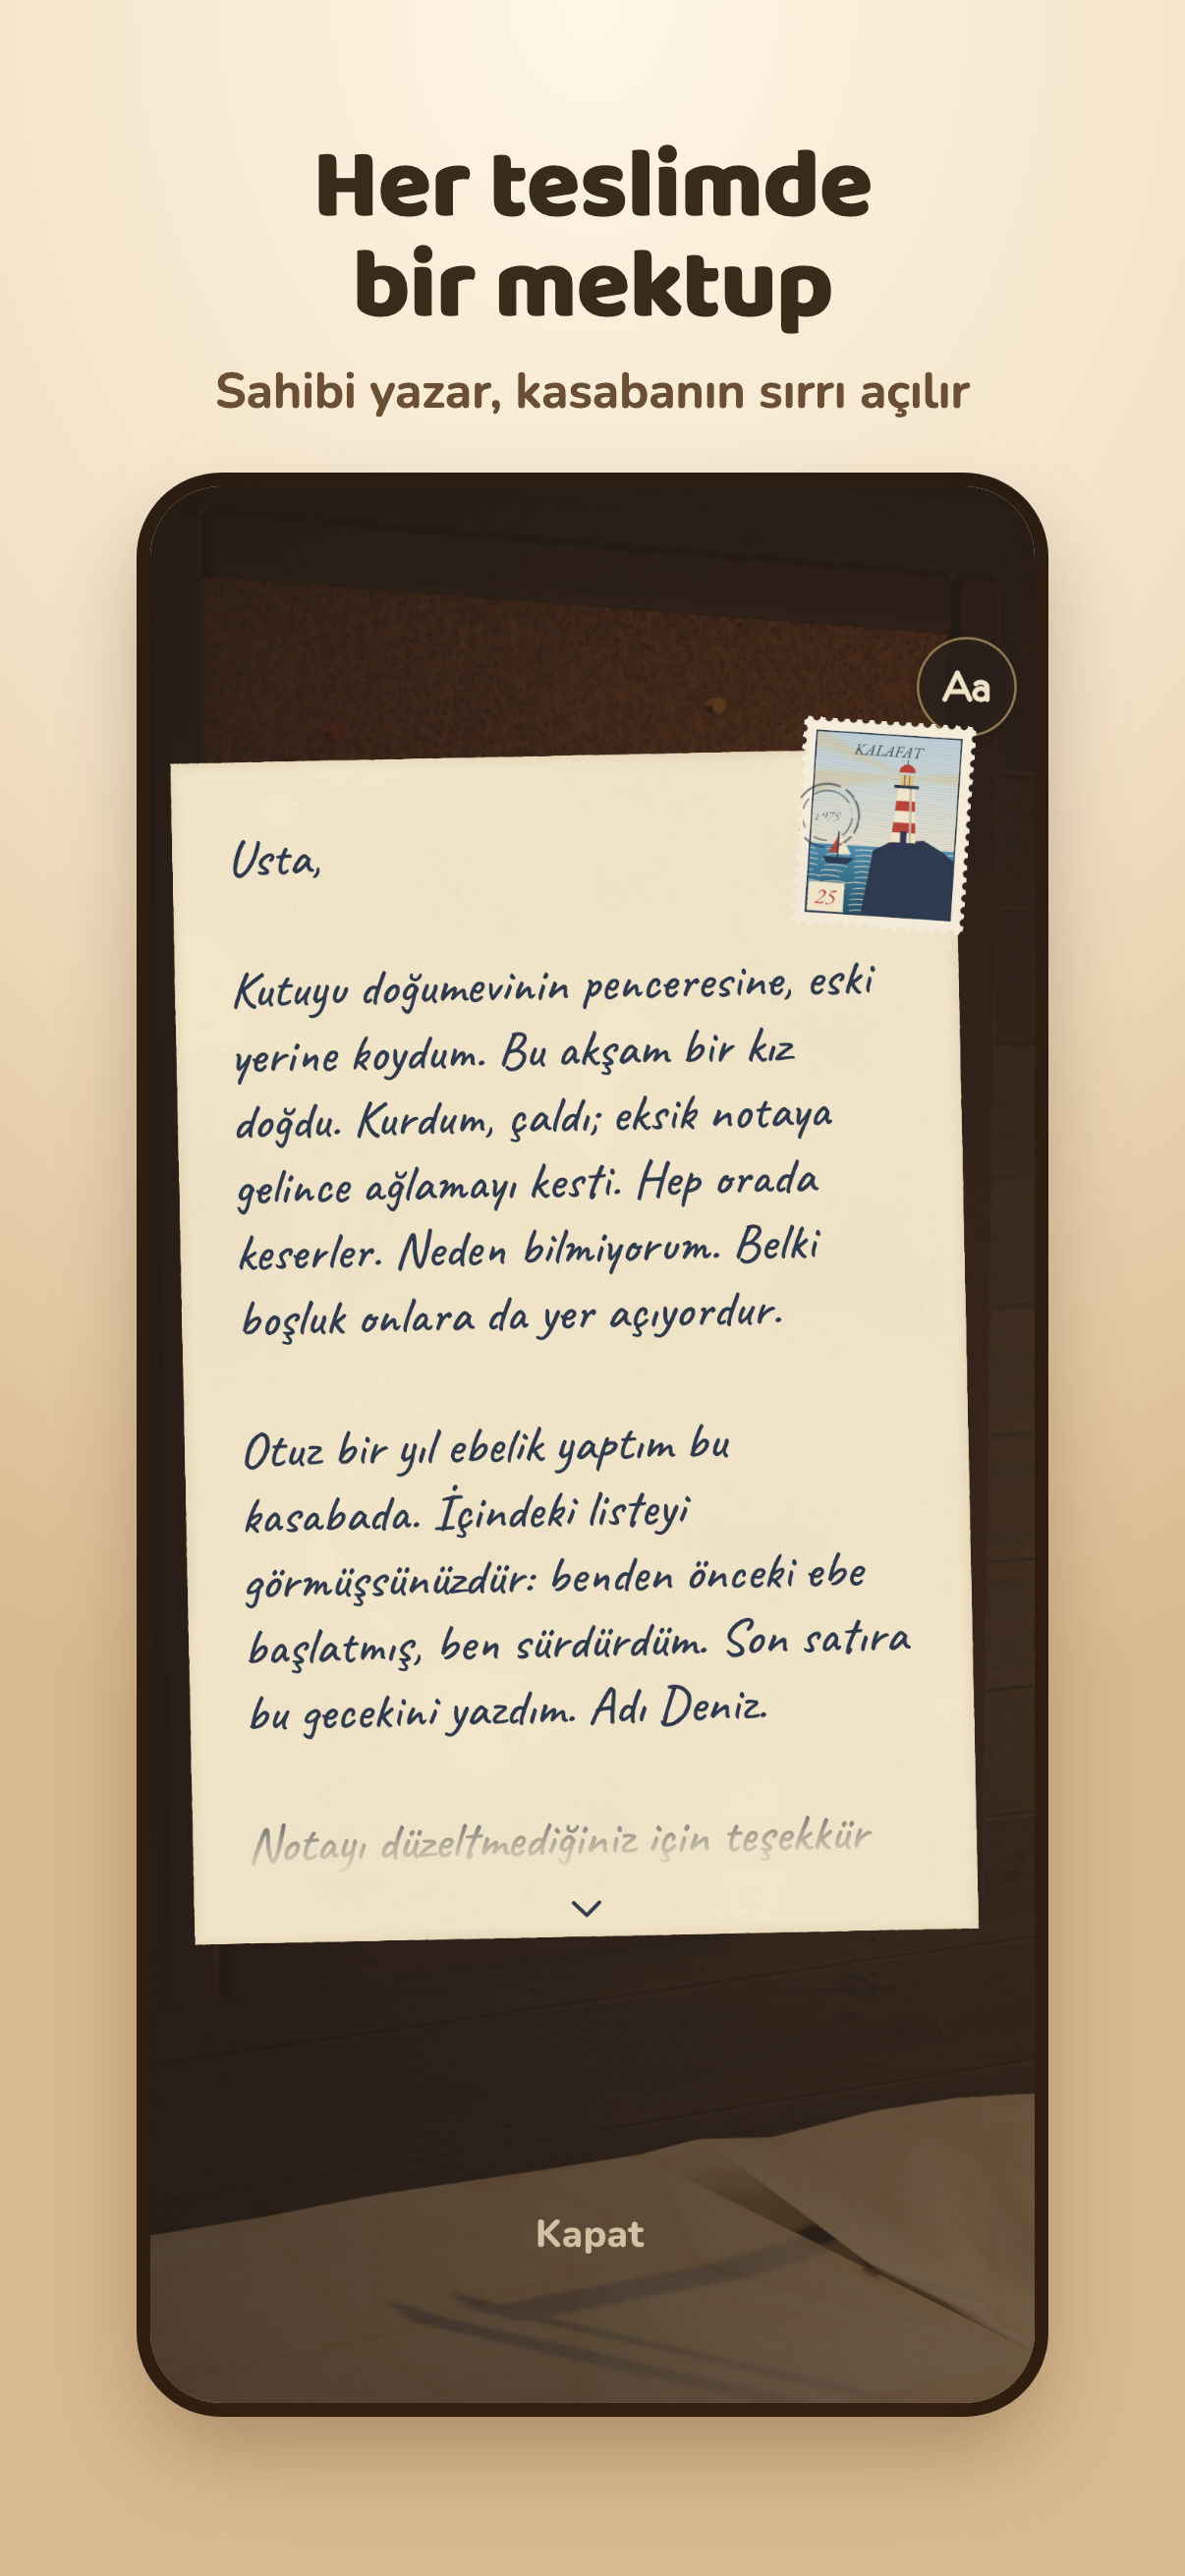 Her teslimde
bir mektup
Sahibi yazar, kasabanın sırrı açılır
Aa
KALAFAT
1975
25
Usta,
Kutuyu doğumevinin penceresine, eski
yerine koydum. Bu akşam bir kız
doğdu. Kurdum, çaldı; eksik notaya
gelince ağlamayı kesti. Hep orada
keserler. Neden bilmiyorum. Belki
boşluk onlara da yer açıyordur.
Otuz bir yıl ebelik yaptım bu
kasabada. İçindeki listeyi
görmüşsünüzdür: benden önceki ebe
başlatmış, ben sürdürdüm. Son satıra
bu gecekini yazdım. Adı Deniz.
Notayı düzeltmediğiniz için teşekkür
Kapat